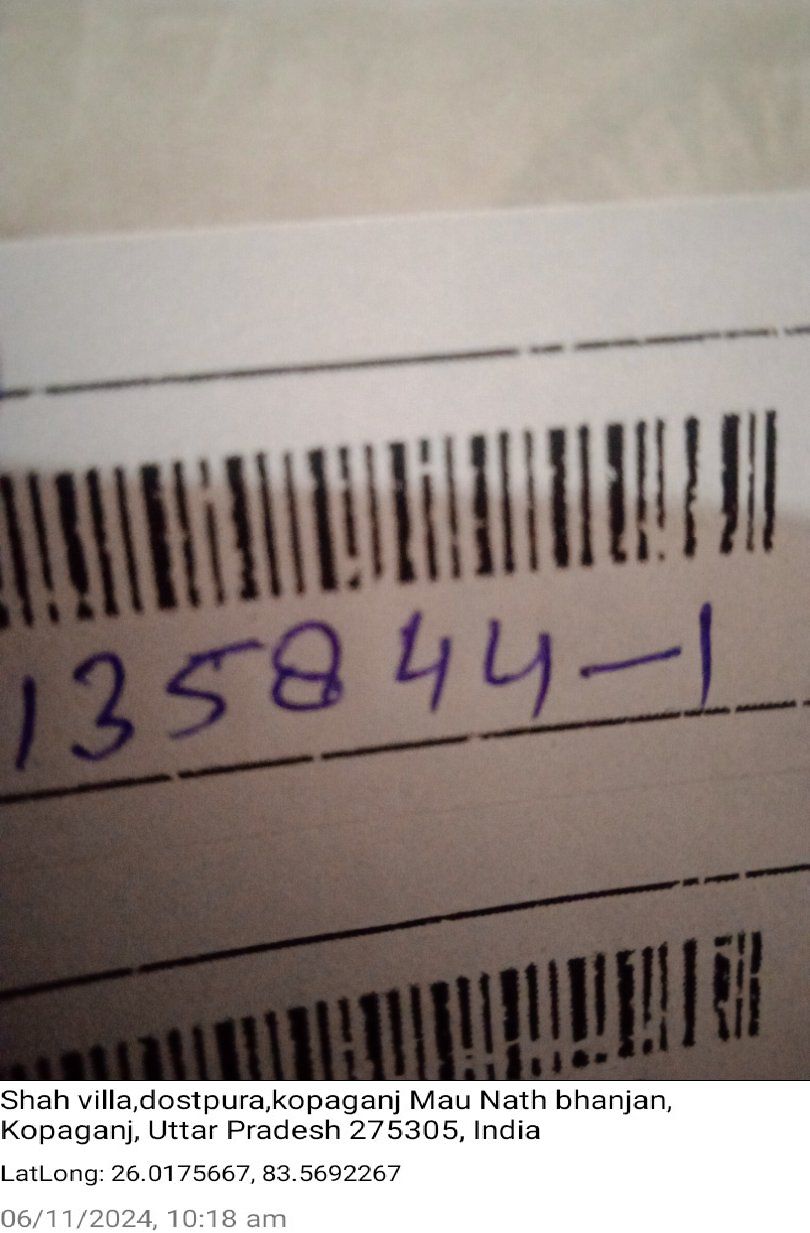 135844-1
Shah villa,dostpura,kopaganj Mau Nath bhanjan,
Kopaganj, Uttar Pradesh 275305, India
LatLong: 26.0175667, 83.5692267
06/11/2024, 10:18 am